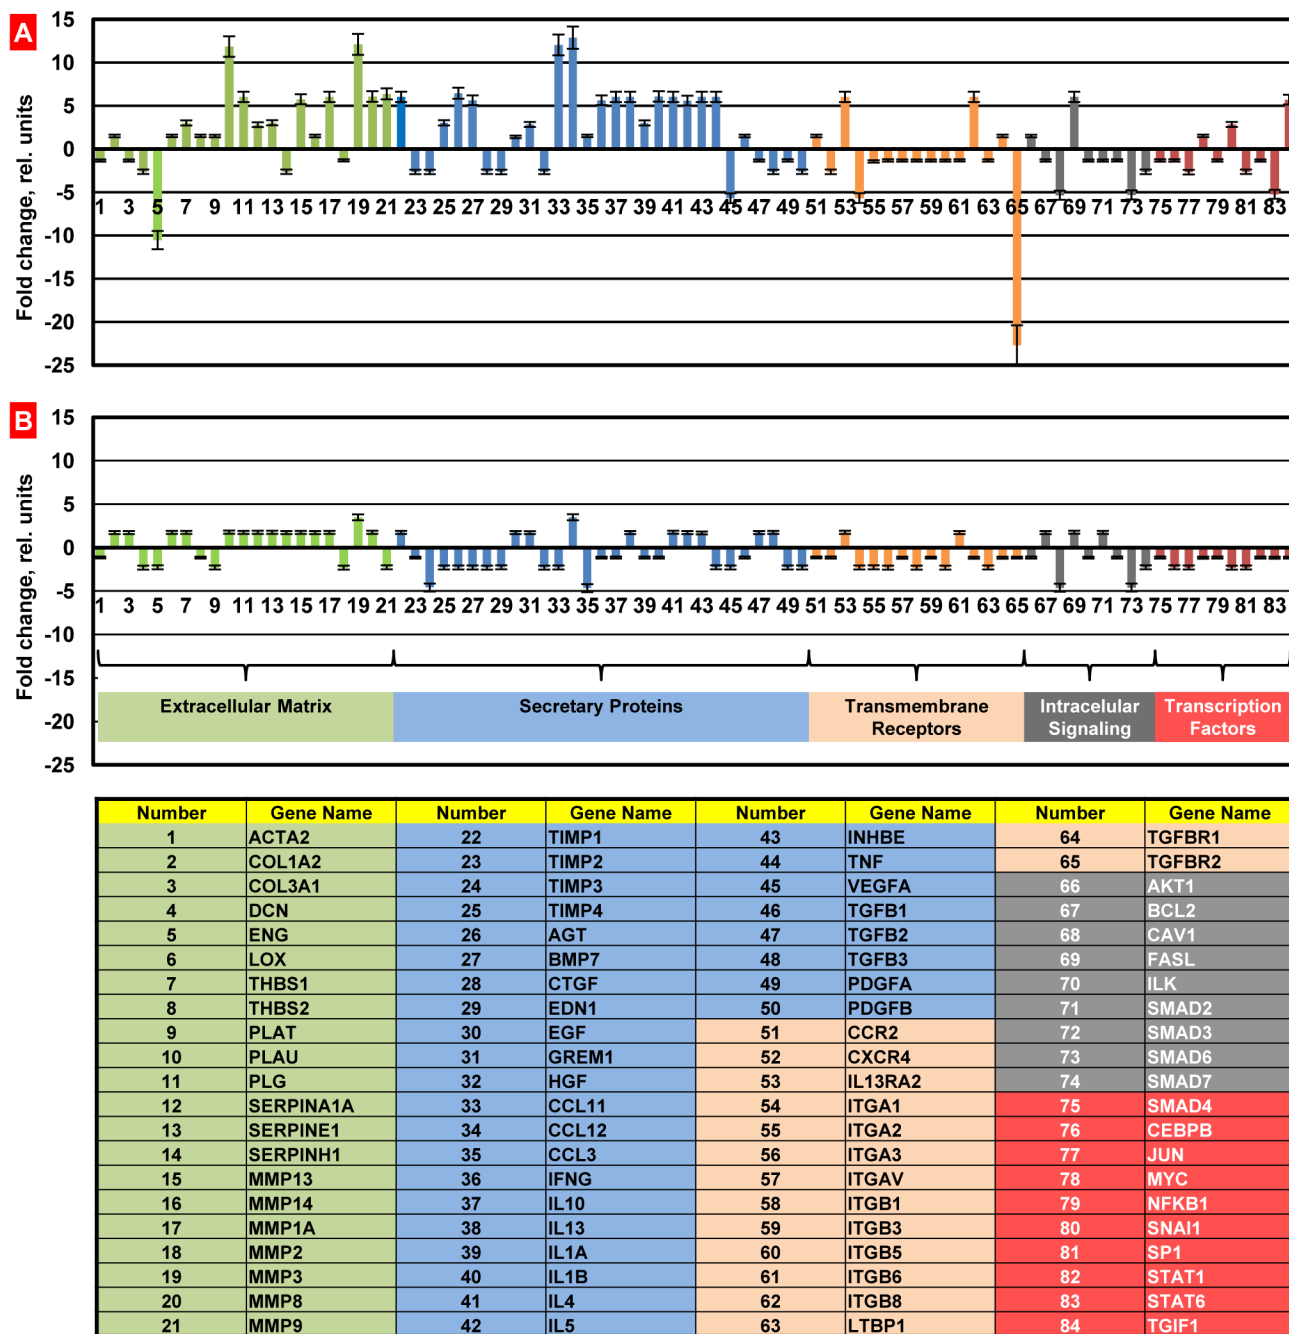 A
15
10
5
0
-5
1 3 5 7 9 11 13 15 17 19 21 23 25 27 29 31 33 35 37 39 41 43 45 47 49 51 53 55 57 59 61 63 65 67 69 71 73 75 77 79 81 83
-10
-15
-20
-25
Fold change, rel. units
B
15
10
5
0
-5
1 3 5 7 9 11 13 15 17 19 21 23 25 27 29 31 33 35 37 39 41 43 45 47 49 51 53 55 57 59 61 63 65 67 69 71 73 75 77 79 81 83
-10
-15
-20
-25
Fold change, rel. units
Extracellular Matrix
Secretary Proteins
Transmembrane
Receptors
Intracelular
Signaling
Transcription
Factors
Number Gene Name Number Gene Name Number Gene Name Number Gene Name
1 ACTA2 22 TIMP1 43 INHBE 64 TGFBR1
2 COL1A2 23 TIMP2 44 TNF 65 TGFBR2
3 COL3A1 24 TIMP3 45 VEGFA 66 AKT1
4 DCN 25 TIMP4 46 TGFB1 67 BCL2
5 ENG 26 AGT 47 TGFB2 68 CAV1
6 LOX 27 BMP7 48 TGFB3 69 FASL
7 THBS1 28 CTGF 49 PDGFA 70 ILK
8 THBS2 29 EDN1 50 PDGFB 71 SMAD2
9 PLAT 30 EGF 51 CCR2 72 SMAD3
10 PLAU 31 GREM1 52 CXCR4 73 SMAD6
11 PLG 32 HGF 53 IL13RA2 74 SMAD7
12 SERPINA1A 33 CCL11 54 ITGA1 75 SMAD4
13 SERPINE1 34 CCL12 55 ITGA2 76 CEBPB
14 SERPINH1 35 CCL3 56 ITGA3 77 JUN
15 MMP13 36 IFNG 57 ITGAV 78 MYC
16 MMP14 37 IL10 58 ITGB1 79 NFKB1
17 MMP1A 38 IL13 59 ITGB3 80 SNAI1
18 MMP2 39 IL1A 60 ITGB5 81 SP1
19 MMP3 40 IL1B 61 ITGB6 82 STAT1
20 MMP8 41 IL4 62 ITGB8 83 STAT6
21 MMP9 42 IL5 63 LTBP1 84 TGIF1